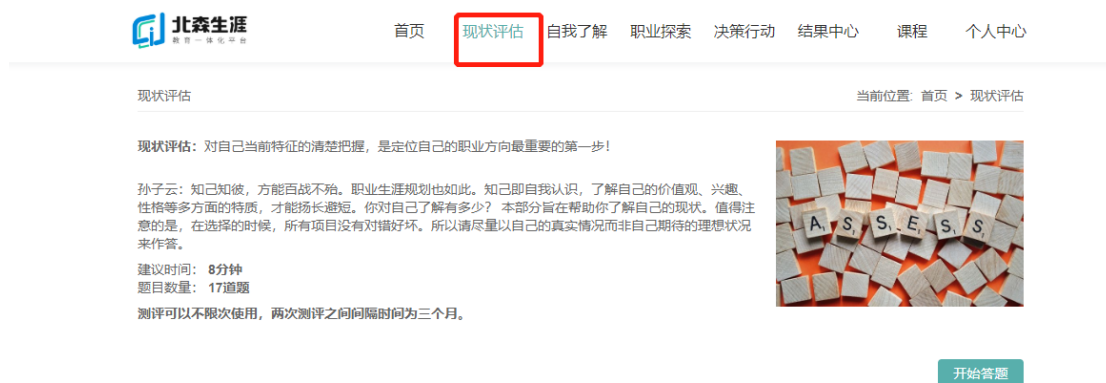 北森生涯
教育一体化平台
首页 现状评估 自我了解 职业探索 决策行动 结果中心 课程 个人中心
现状评估 当前位置: 首页 > 现状评估
现状评估：对自己当前特征的清楚把握，是定位自己的职业方向最重要的第一步！
孙子云：知己知彼，方能百战不殆。职业生涯规划也如此。知己即自我认识，了解自己的价值观、兴趣、
性格等多方面的特质，才能扬长避短。你对自己了解有多少？ 本部分旨在帮助你了解自己的现状。值得注
意的是，在选择的时候，所有项目没有对错好坏。所以请尽量以自己的真实情况而非自己期待的理想状况
来作答。
建议时间： 8分钟
题目数量： 17道题
测评可以不限次使用，两次测评之间间隔时间为三个月。
ASSESS
开始答题